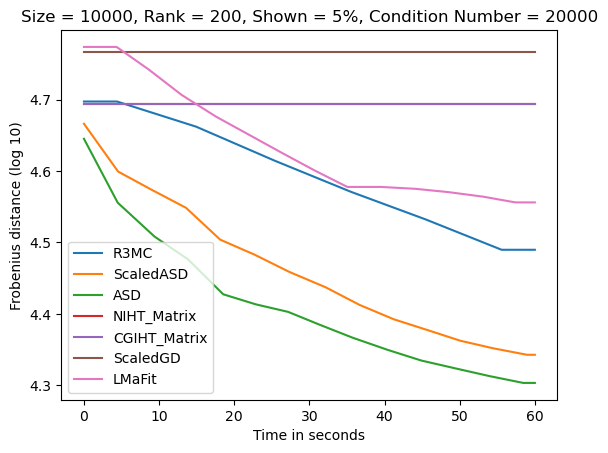 Size = 10000, Rank = 200, Shown = 5%, Condition Number = 20000
Frobenius distance (log 10)
4.7
4.6
4.5
4.4
4.3
R3MC
ScaledASD
ASD
NIHT_Matrix
CGIHT_Matrix
ScaledGD
LMaFit
0 10 20 30 40 50 60
Time in seconds